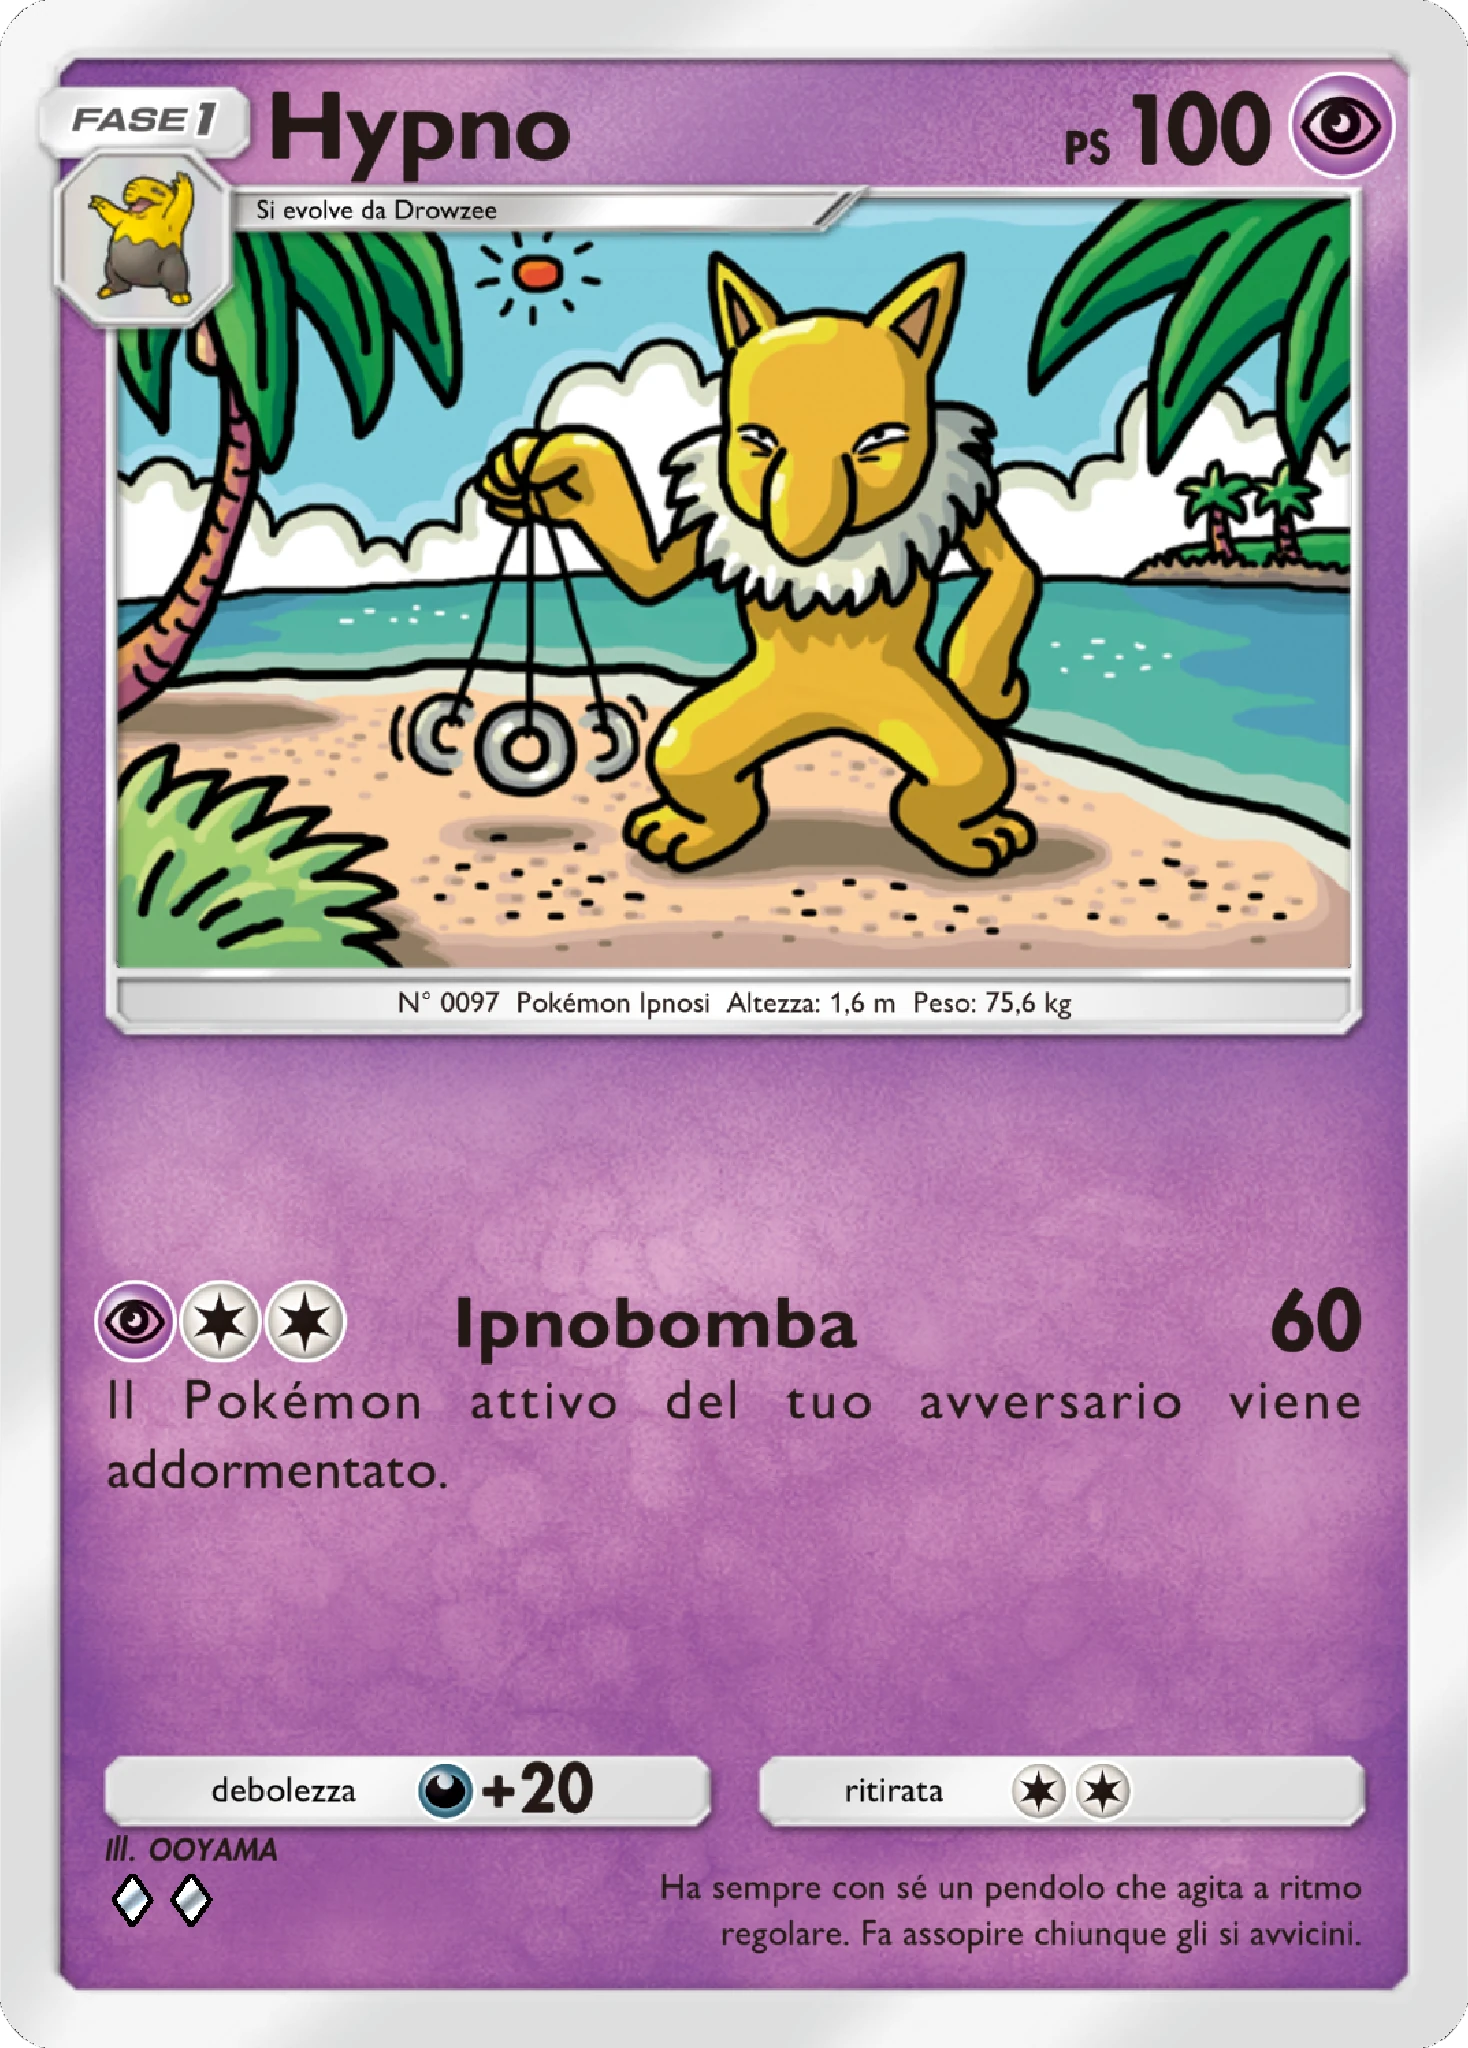 FASE 1
Hypno
PS 100
Si evolve da Drowzee
N° 0097 Pokémon Ipnosi Altezza: 1,6 m Peso: 75,6 kg
Ipnobomba 60
Il Pokémon attivo del tuo avversario viene
addormentato.
debolezza +20
ritirata
Ill. OOYAMA
Ha sempre con sé un pendolo che agita a ritmo
regolare. Fa assopire chiunque gli si avvicini.